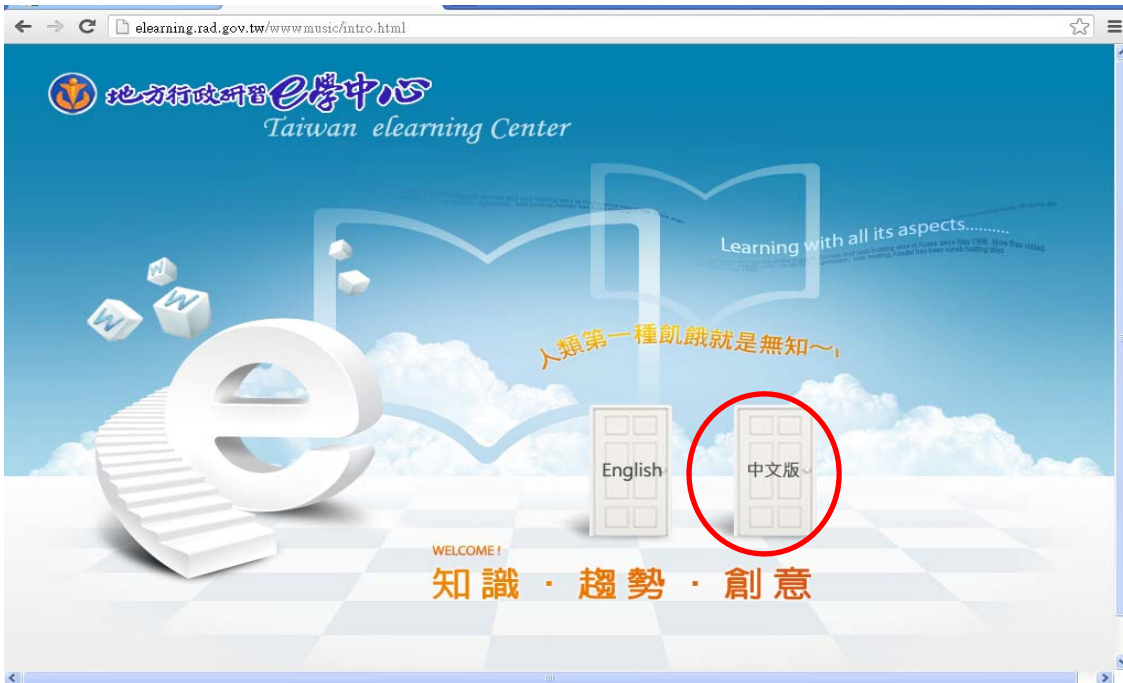 elearning.rad.gov.tw/wwwmusic/intro.html
地方行政研習e學中心
Taiwan elearning Center
Learning with all its aspects..........
W
W
W
人類第一種飢餓就是無知～
English
中文版
WELCOME !
知識・趨勢・創意